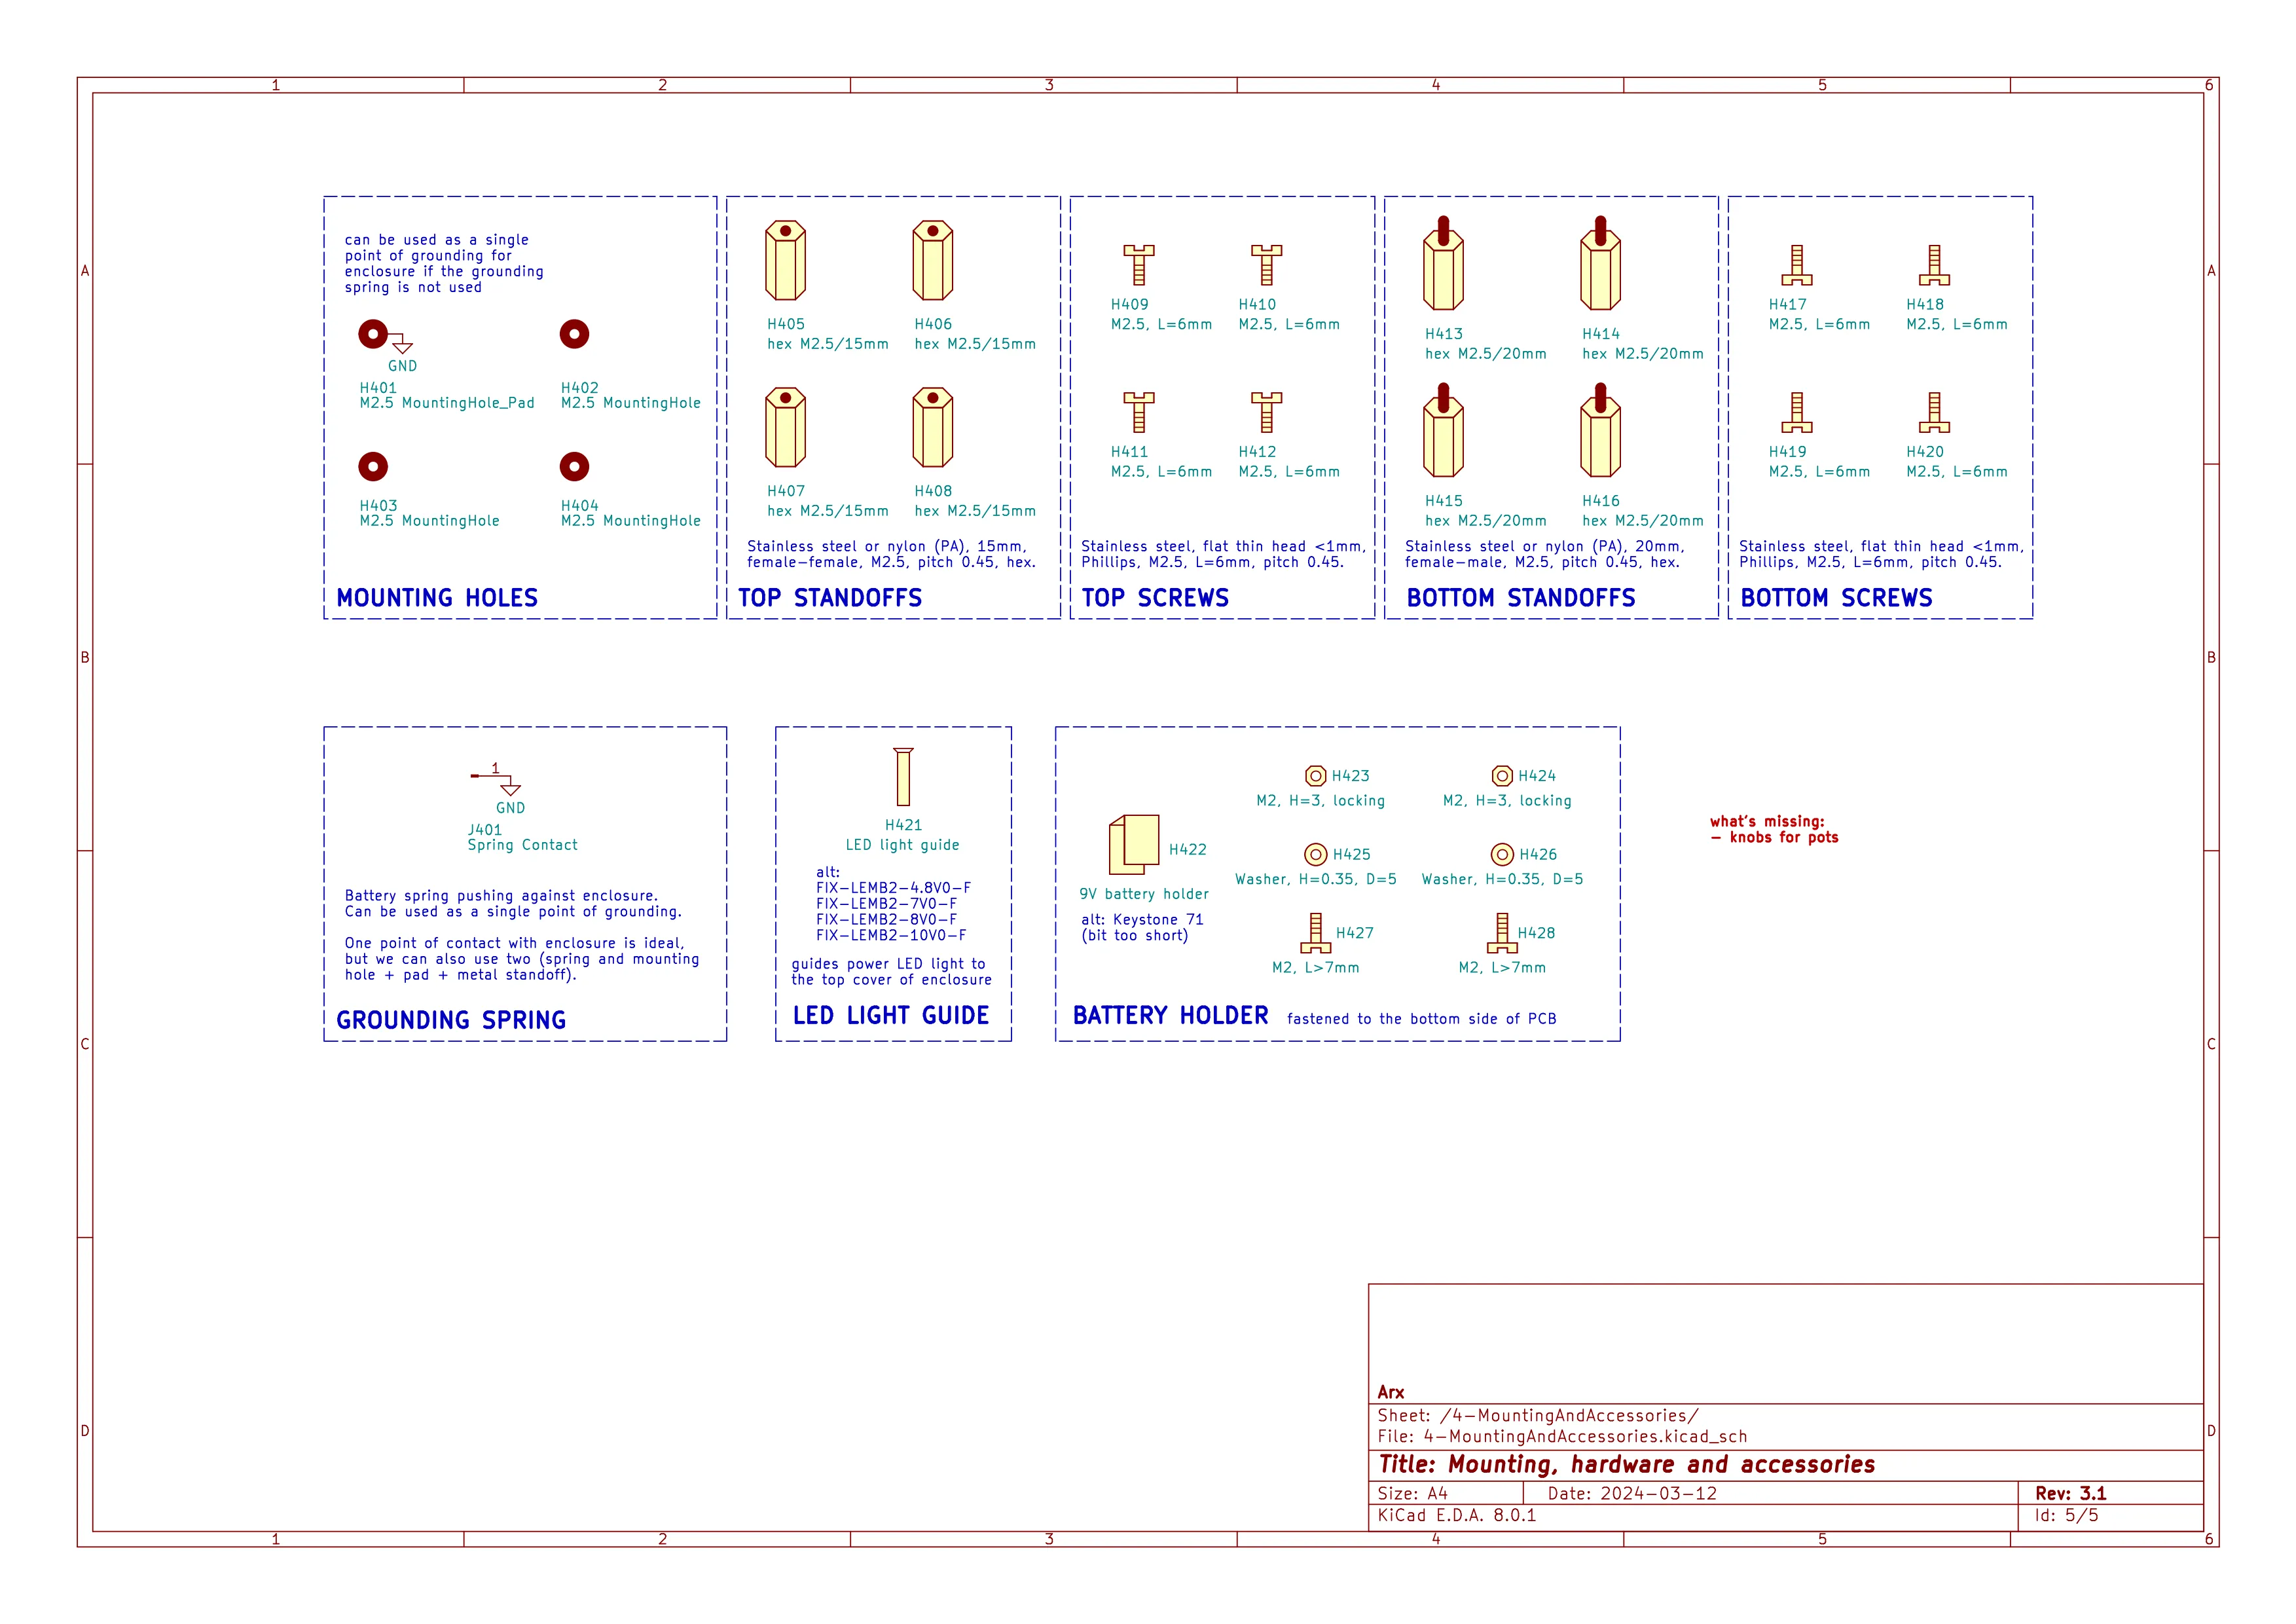 1 2 3 4 5 6
A
A
B
B
C
C
D
D
can be used as a single
point of grounding for
enclosure if the grounding
spring is not used
GND
H401
M2.5 MountingHole_Pad
H402
M2.5 MountingHole
H403
M2.5 MountingHole
H404
M2.5 MountingHole
MOUNTING HOLES
H405
hex M2.5/15mm
H406
hex M2.5/15mm
H407
hex M2.5/15mm
H408
hex M2.5/15mm
Stainless steel or nylon (PA), 15mm,
female-female, M2.5, pitch 0.45, hex.
TOP STANDOFFS
H409
M2.5, L=6mm
H410
M2.5, L=6mm
H411
M2.5, L=6mm
H412
M2.5, L=6mm
Stainless steel, flat thin head <1mm,
Phillips, M2.5, L=6mm, pitch 0.45.
TOP SCREWS
H413
hex M2.5/20mm
H414
hex M2.5/20mm
H415
hex M2.5/20mm
H416
hex M2.5/20mm
Stainless steel or nylon (PA), 20mm,
female-male, M2.5, pitch 0.45, hex.
BOTTOM STANDOFFS
H417
M2.5, L=6mm
H418
M2.5, L=6mm
H419
M2.5, L=6mm
H420
M2.5, L=6mm
Stainless steel, flat thin head <1mm,
Phillips, M2.5, L=6mm, pitch 0.45.
BOTTOM SCREWS
1
GND
J401
Spring Contact
Battery spring pushing against enclosure.
Can be used as a single point of grounding.
One point of contact with enclosure is ideal,
but we can also use two (spring and mounting
hole + pad + metal standoff).
GROUNDING SPRING
H421
LED light guide
alt:
FIX-LEMB2-4.8V0-F
FIX-LEMB2-7V0-F
FIX-LEMB2-8V0-F
FIX-LEMB2-10V0-F
guides power LED light to
the top cover of enclosure
LED LIGHT GUIDE
H422
9V battery holder
alt: Keystone 71
(bit too short)
H423
M2, H=3, locking
H424
M2, H=3, locking
H425
Washer, H=0.35, D=5
H426
Washer, H=0.35, D=5
H427
M2, L>7mm
H428
M2, L>7mm
BATTERY HOLDER fastened to the bottom side of PCB
what's missing:
- knobs for pots
Arx
Sheet: /4-MountingAndAccessories/
File: 4-MountingAndAccessories.kicad_sch
Title: Mounting, hardware and accessories
Size: A4 Date: 2024-03-12 Rev: 3.1
KiCad E.D.A. 8.0.1 Id: 5/5
1 2 3 4 5 6